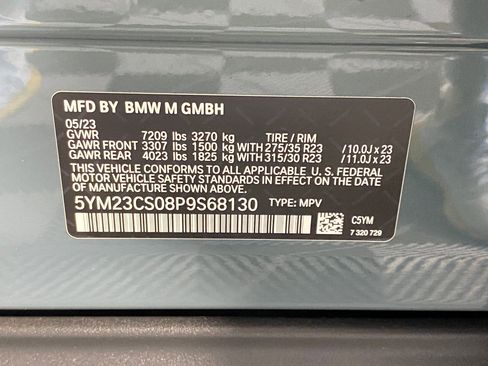 MFD BY BMW M GMBH
05/23
GVWR 7209 lbs 3270 kg TIRE / RIM
GAWR FRONT 3307 lbs 1500 kg WITH 275/35 R23 /10.0J x 23
GAWR REAR 4023 lbs 1825 kg WITH 315/30 R23 /11.0J x 23
THIS VEHICLE CONFORMS TO ALL APPLICABLE U. S. FEDERAL
MOTOR VEHICLE SAFETY STANDARDS IN EFFECT ON THE
DATE OF MANUFACTURE SHOWN ABOVE.
5YM23CS08P9S68130 TYPE: MPV
C5YM
7 320 729